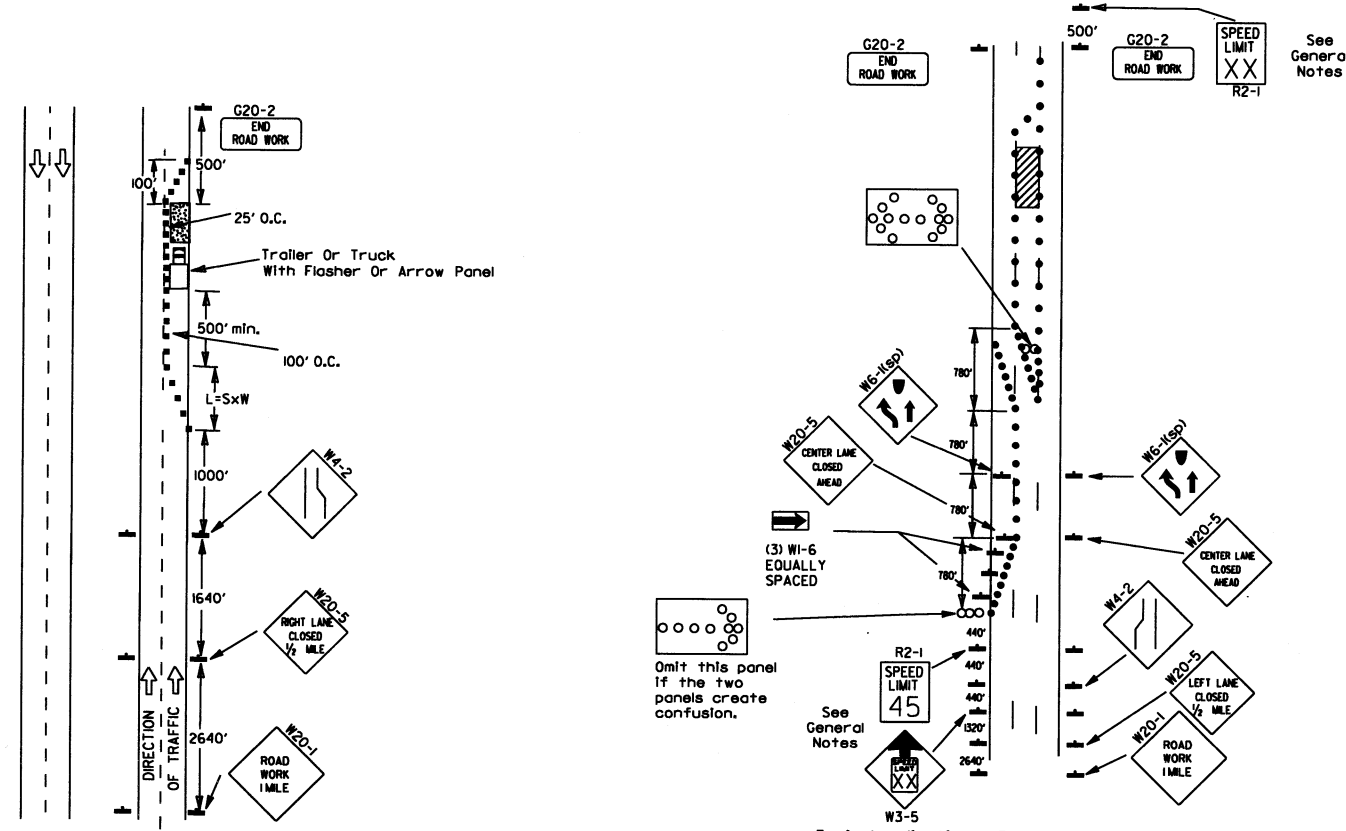 G20-2
END
ROAD WORK
500'
100'
25' O.C.
Trailer Or Truck
With Flasher Or Arrow Panel
500' min.
100' O.C.
L=SxW
1000'
W4-2
1640'
W20-5
RIGHT LANE
CLOSED
½ MILE
DIRECTION
OF TRAFFIC
2640'
W20-1
ROAD
WORK
1 MILE
G20-2
END
ROAD WORK
500'
G20-2
END
ROAD WORK
SPEED
LIMIT
XX
R2-1
See
Genera
Notes
780'
W6-1(sp)
780'
W20-5
CENTER LANE
CLOSED
AHEAD
W6-1(sp)
780'
(3) W1-6
EQUALLY
SPACED
780'
W20-5
CENTER LANE
CLOSED
AHEAD
Omit this panel
if the two
panels create
confusion.
440'
R2-1
SPEED
LIMIT
45
440'
440'
1320'
2640'
W4-2
W20-5
LEFT LANE
CLOSED
½ MILE
See
General
Notes
SPEED
LIMIT
XX
W3-5
W20-1
ROAD
WORK
1 MILE